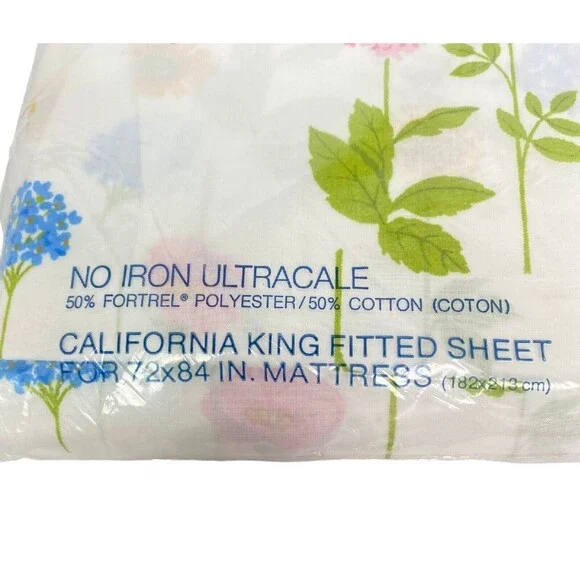 NO IRON ULTRACALE
50% FORTREL® POLYESTER/50% COTTON (COTON)
CALIFORNIA KING FITTED SHEET
FOR 72x84 IN. MATTRESS (182x213 cm)